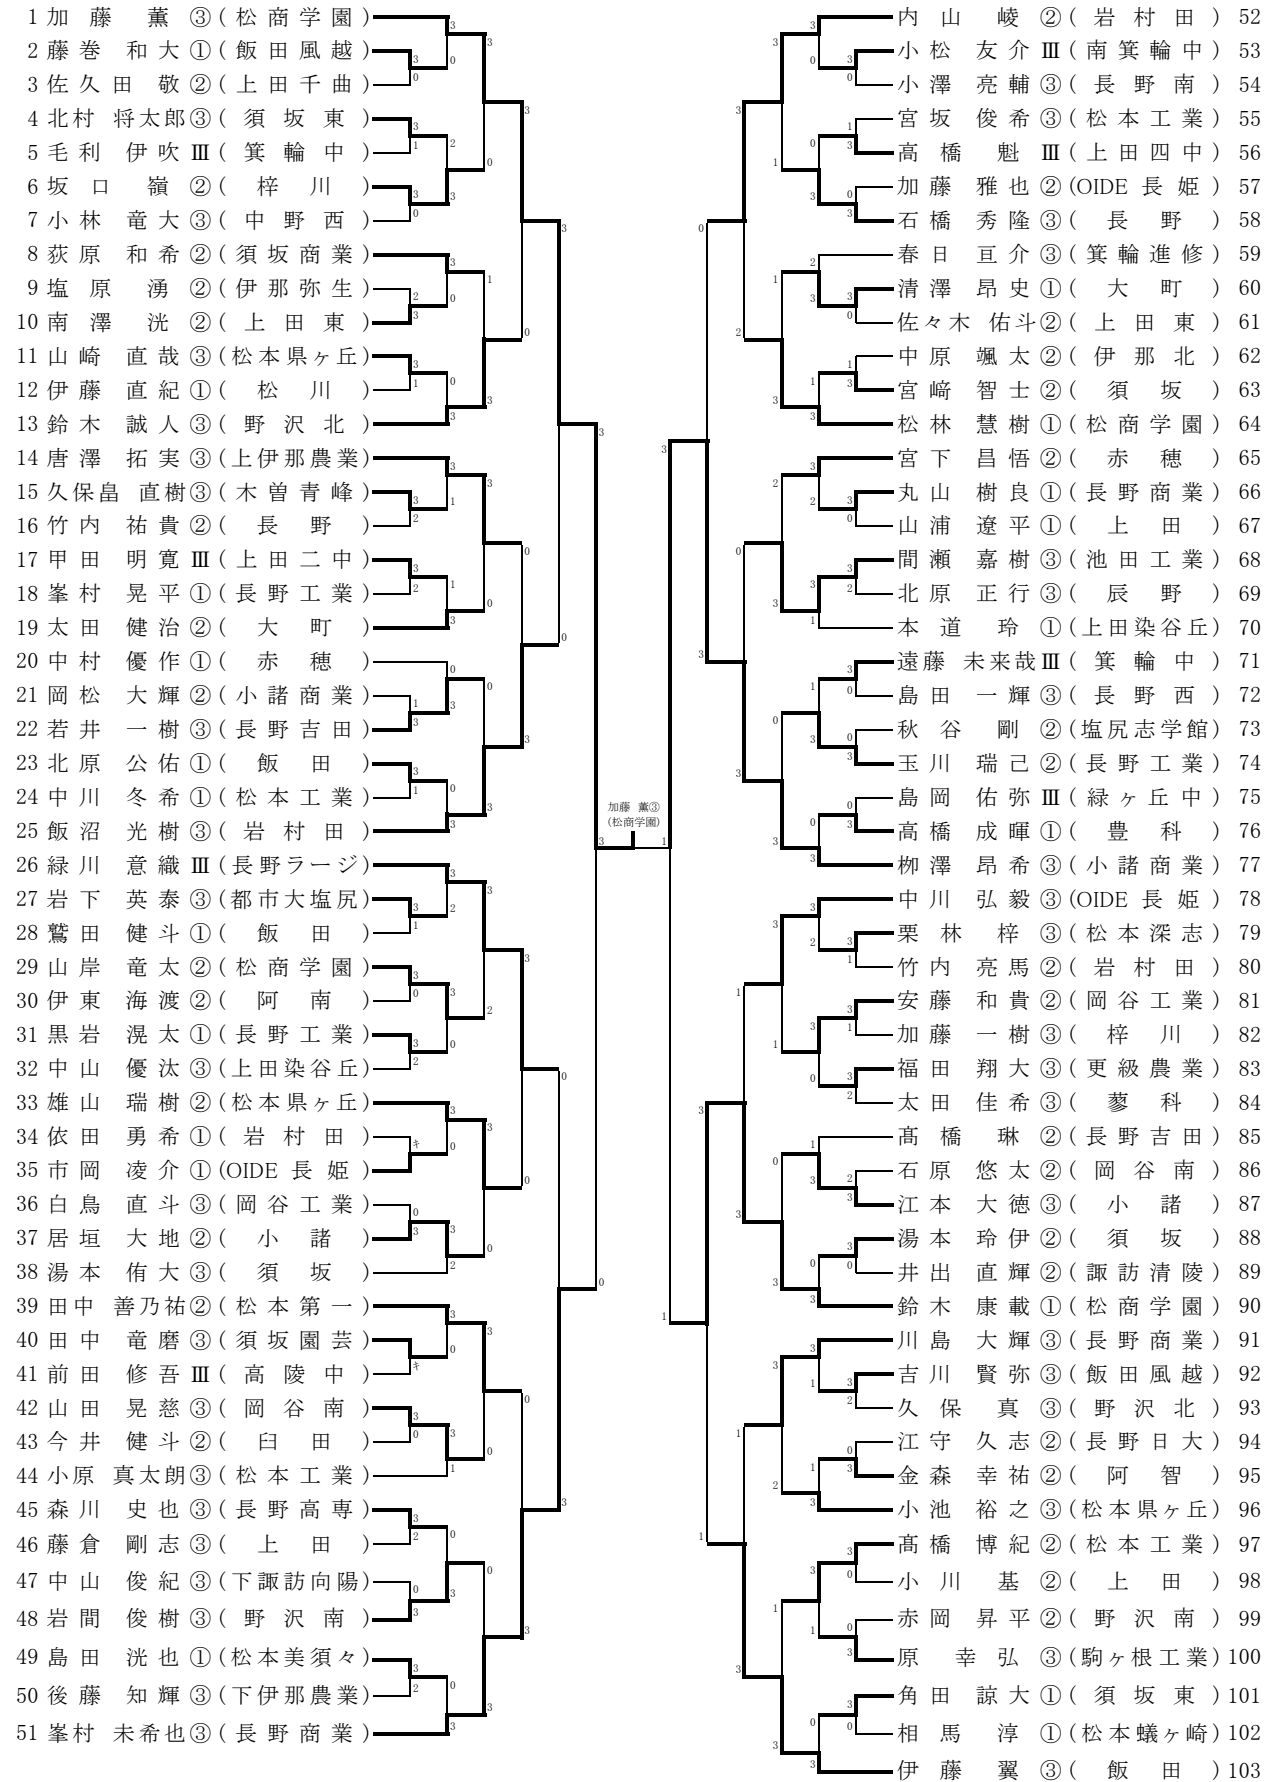 1 加藤 薫 ③ (松商学園)
2 藤巻 和大 ① (飯田風越)
3 佐久田 敬 ② (上田千曲)
4 北村 将太郎 ③ (須坂東)
5 毛利 伊吹 Ⅲ (箕輪中)
6 坂口 嶺 ② (梓川)
7 小林 竜大 ③ (中野西)
8 荻原 和希 ② (須坂商業)
9 塩原 湧 ② (伊那弥生)
10 南澤 洸 ② (上田東)
11 山崎 直哉 ③ (松本県ヶ丘)
12 伊藤 直紀 ① (松川)
13 鈴木 誠人 ③ (野沢北)
14 唐澤 拓実 ③ (上伊那農業)
15 久保畠 直樹 ③ (木曽青峰)
16 竹内 祐貴 ② (長野)
17 甲田 明寛 Ⅲ (上田二中)
18 峯村 晃平 ① (長野工業)
19 太田 健治 ② (大町)
20 中村 優作 ① (赤穂)
21 岡松 大輝 ② (小諸商業)
22 若井 一樹 ③ (長野吉田)
23 北原 公佑 ① (飯田)
24 中川 冬希 ① (松本工業)
25 飯沼 光樹 ③ (岩村田)
26 緑川 意織 Ⅲ (長野ラージ)
27 岩下 英泰 ③ (都市大塩尻)
28 鷲田 健斗 ① (飯田)
29 山岸 竜太 ② (松商学園)
30 伊東 海渡 ② (阿南)
31 黒岩 滉太 ① (長野工業)
32 中山 優汰 ③ (上田染谷丘)
33 雄山 瑞樹 ② (松本県ヶ丘)
34 依田 勇希 ① (岩村田)
35 市岡 凌介 ① (OIDE 長姫)
36 白鳥 直斗 ③ (岡谷工業)
37 居垣 大地 ② (小諸)
38 湯本 侑大 ③ (須坂)
39 田中 善乃祐 ② (松本第一)
40 田中 竜磨 ③ (須坂園芸)
41 前田 修吾 Ⅲ (高陵中)
42 山田 晃慈 ③ (岡谷南)
43 今井 健斗 ② (臼田)
44 小原 真太朗 ③ (松本工業)
45 森川 史也 ③ (長野高専)
46 藤倉 剛志 ③ (上田)
47 中山 俊紀 ③ (下諏訪向陽)
48 岩間 俊樹 ③ (野沢南)
49 島田 洸也 ① (松本美須々)
50 後藤 知輝 ③ (下伊那農業)
51 峯村 未希也 ③ (長野商業)
加藤 薫③
(松商学園)
内山 崚 ② (岩村田) 52
小松 友介 Ⅲ (南箕輪中) 53
小澤 亮輔 ③ (長野南) 54
宮坂 俊希 ③ (松本工業) 55
高橋 魁 Ⅲ (上田四中) 56
加藤 雅也 ② (OIDE 長姫) 57
石橋 秀隆 ③ (長野) 58
春日 亘介 ③ (箕輪進修) 59
清澤 昂史 ① (大町) 60
佐々木 佑斗 ② (上田東) 61
中原 颯太 ② (伊那北) 62
宮﨑 智士 ② (須坂) 63
松林 慧樹 ① (松商学園) 64
宮下 昌悟 ② (赤穂) 65
丸山 樹良 ① (長野商業) 66
山浦 遼平 ① (上田) 67
間瀬 嘉樹 ③ (池田工業) 68
北原 正行 ③ (辰野) 69
本道 玲 ① (上田染谷丘) 70
遠藤 未来哉 Ⅲ (箕輪中) 71
島田 一輝 ③ (長野西) 72
秋谷 剛 ② (塩尻志学館) 73
玉川 瑞己 ② (長野工業) 74
島岡 佑弥 Ⅲ (緑ヶ丘中) 75
高橋 成暉 ① (豊科) 76
栁澤 昂希 ③ (小諸商業) 77
中川 弘毅 ③ (OIDE 長姫) 78
栗林 梓 ③ (松本深志) 79
竹内 亮馬 ② (岩村田) 80
安藤 和貴 ② (岡谷工業) 81
加藤 一樹 ③ (梓川) 82
福田 翔大 ③ (更級農業) 83
太田 佳希 ③ (蓼科) 84
髙橋 琳 ② (長野吉田) 85
石原 悠太 ② (岡谷南) 86
江本 大徳 ③ (小諸) 87
湯本 玲伊 ② (須坂) 88
井出 直輝 ② (諏訪清陵) 89
鈴木 康載 ① (松商学園) 90
川島 大輝 ③ (長野商業) 91
吉川 賢弥 ③ (飯田風越) 92
久保 真 ③ (野沢北) 93
江守 久志 ② (長野日大) 94
金森 幸祐 ② (阿智) 95
小池 裕之 ③ (松本県ヶ丘) 96
髙橋 博紀 ② (松本工業) 97
小川 基 ② (上田) 98
赤岡 昇平 ② (野沢南) 99
原 幸弘 ③ (駒ヶ根工業) 100
角田 諒大 ① (須坂東) 101
相馬 淳 ① (松本蟻ヶ崎) 102
伊藤 翼 ③ (飯田) 103